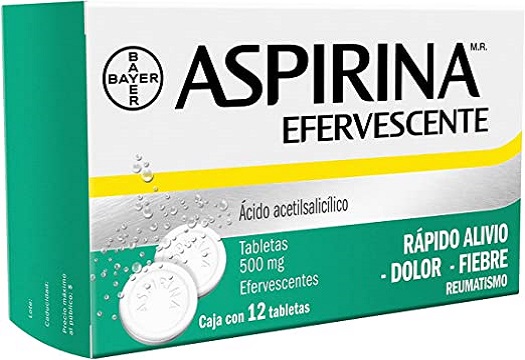 BAYER
BAYER
ASPIRINA M.R.
EFERVESCENTE
Ácido acetilsalicílico
Tabletas
500 mg
Efervescentes
Caja con 12 tabletas
RÁPIDO ALIVIO
- DOLOR - FIEBRE
REUMATISMO
ASPIRINA
Lote:
Caducidad:
Precio máximo
al público: $